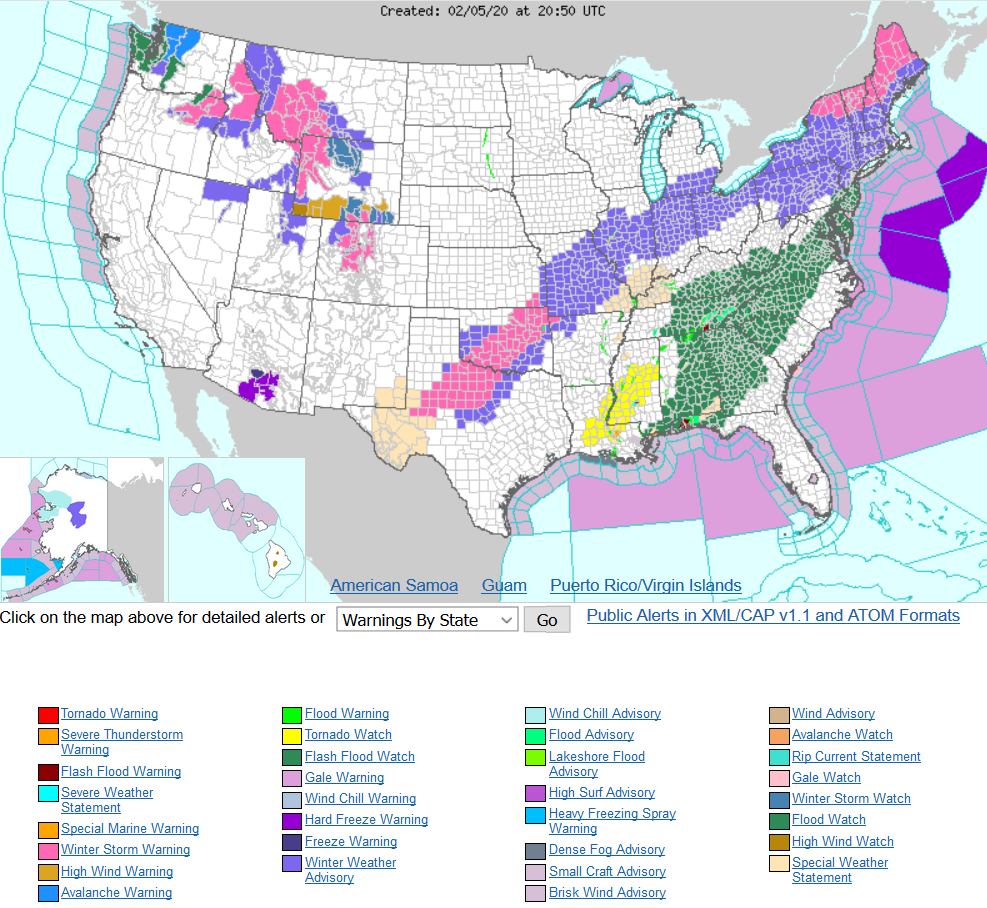 Created: 02/05/20 at 20:50 UTC
American Samoa Guam Puerto Rico/Virgin Islands
Click on the map above for detailed alerts or Warnings By State Go Public Alerts in XML/CAP v1.1 and ATOM Formats
Tornado Warning
Severe Thunderstorm
Warning
Flash Flood Warning
Severe Weather
Statement
Special Marine Warning
Winter Storm Warning
High Wind Warning
Avalanche Warning
Flood Warning
Tornado Watch
Flash Flood Watch
Gale Warning
Wind Chill Warning
Hard Freeze Warning
Freeze Warning
Winter Weather
Advisory
Wind Chill Advisory
Flood Advisory
Lakeshore Flood
Advisory
High Surf Advisory
Heavy Freezing Spray
Warning
Dense Fog Advisory
Small Craft Advisory
Brisk Wind Advisory
Wind Advisory
Avalanche Watch
Rip Current Statement
Gale Watch
Winter Storm Watch
Flood Watch
High Wind Watch
Special Weather
Statement